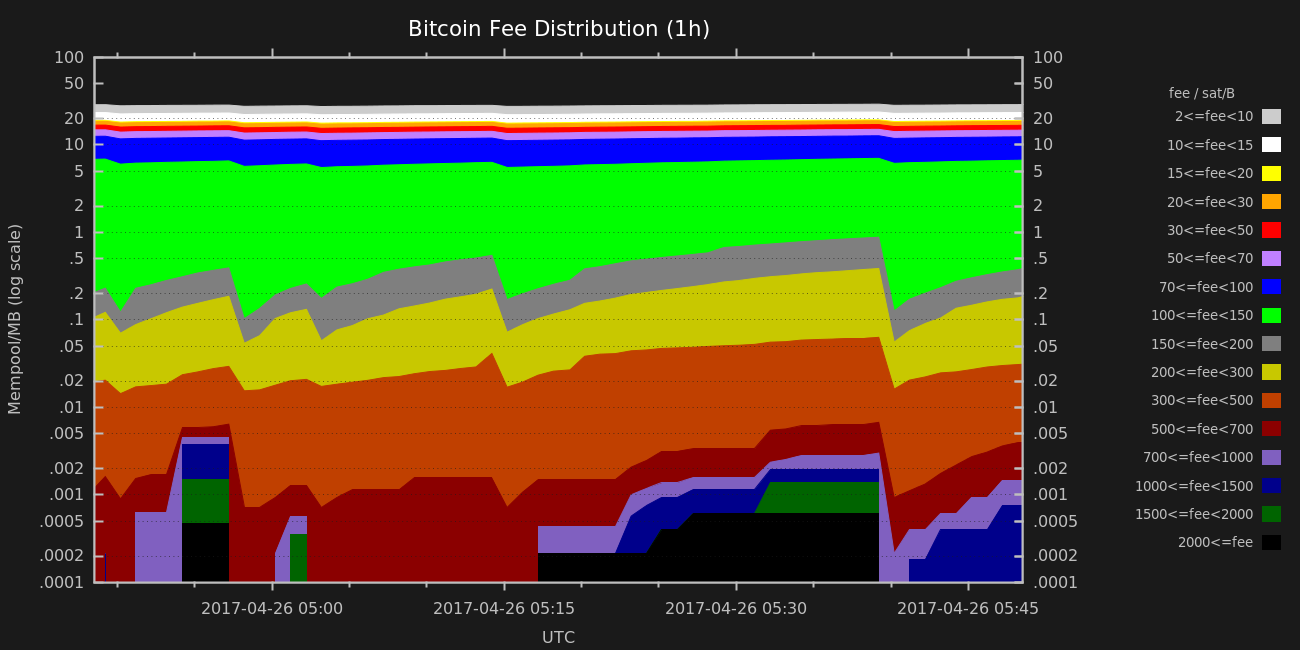 Bitcoin Fee Distribution (1h)
100 100
50 50
20 20
10 10
5 5
2 2
1 1
.5 .5
.2 .2
.1 .1
.05 .05
.02 .02
.01 .01
.005 .005
.002 .002
.001 .001
.0005 .0005
.0002 .0002
.0001 .0001
Mempool/MB (log scale)
2017-04-26 05:00 2017-04-26 05:15 2017-04-26 05:30 2017-04-26 05:45
UTC
fee / sat/B
2<=fee<10
10<=fee<15
15<=fee<20
20<=fee<30
30<=fee<50
50<=fee<70
70<=fee<100
100<=fee<150
150<=fee<200
200<=fee<300
300<=fee<500
500<=fee<700
700<=fee<1000
1000<=fee<1500
1500<=fee<2000
2000<=fee